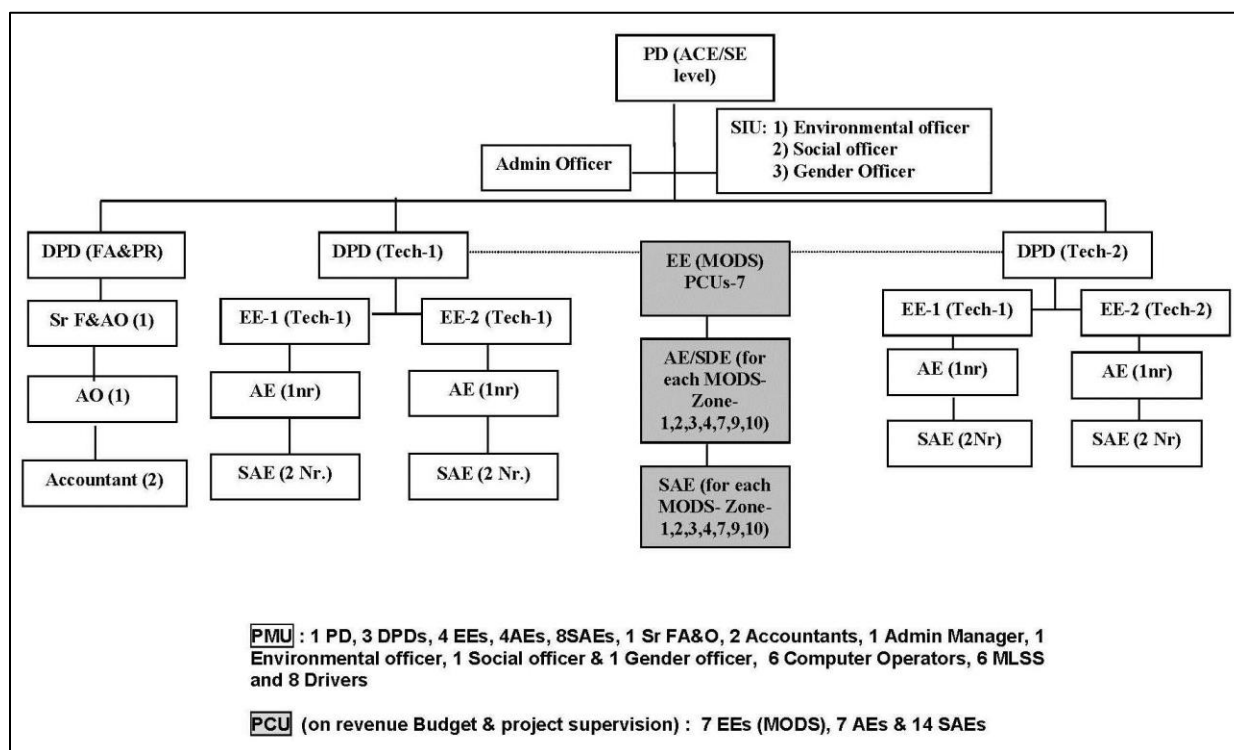 PD (ACE/SE
level)
SIU: 1) Environmental officer
2) Social officer
3) Gender Officer
Admin Officer
DPD (FA&PR)
DPD (Tech-1)
EE (MODS)
PCUs-7
DPD (Tech-2)
Sr F&AO (1)
EE-1 (Tech-1)
EE-2 (Tech-1)
EE-1 (Tech-1)
EE-2 (Tech-2)
AO (1)
AE (1nr)
AE (1nr)
AE/SDE (for
each MODS-
Zone-
1,2,3,4,7,9,10)
AE (1nr)
AE (1nr)
Accountant (2)
SAE (2 Nr.)
SAE (2 Nr.)
SAE (for each
MODS- Zone-
1,2,3,4,7,9,10)
SAE (2Nr)
SAE (2 Nr)
PMU : 1 PD, 3 DPDs, 4 EEs, 4AEs, 8SAEs, 1 Sr FA&O, 2 Accountants, 1 Admin Manager, 1
Environmental officer, 1 Social officer & 1 Gender officer, 6 Computer Operators, 6 MLSS
and 8 Drivers
PCU (on revenue Budget & project supervision) : 7 EEs (MODS), 7 AEs & 14 SAEs